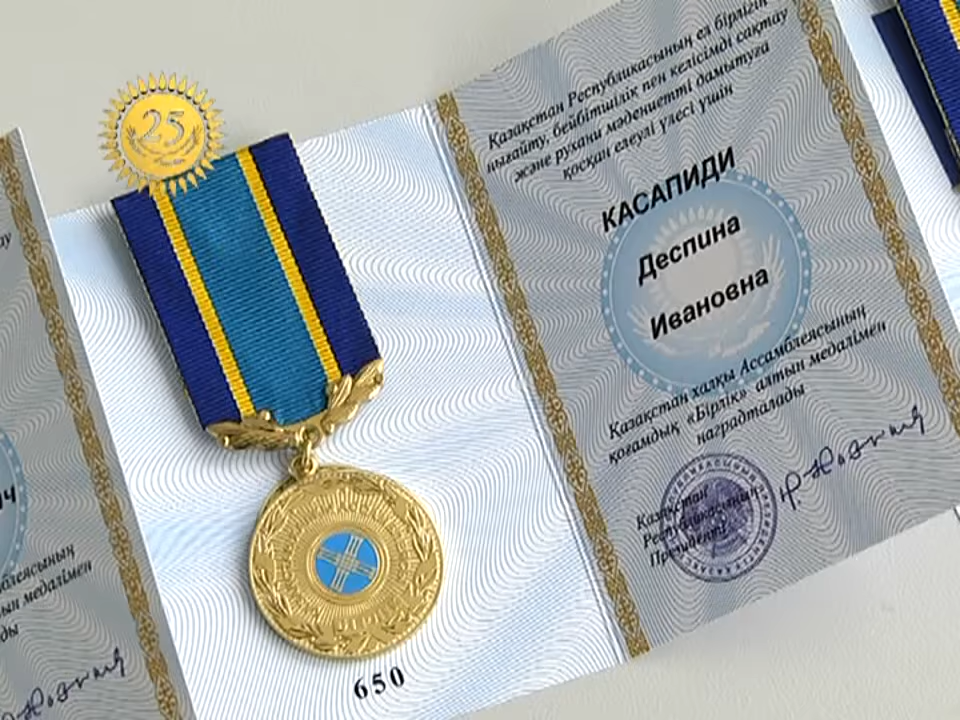 25
Қазақстан Республикасының ел бірлігін
нығайту, бейбітшілік пен келісімді сақтау
және рухани мәдениетті дамытуға
қосқан елеулі үлесі үшін
КАСАПИДИ
Деспина
Ивановна
Қазақстан халқы Ассамблеясының
қоғамдық «Бірлік» алтын медалімен
наградталады
Қазақстан
Республикасының
Президенті
650